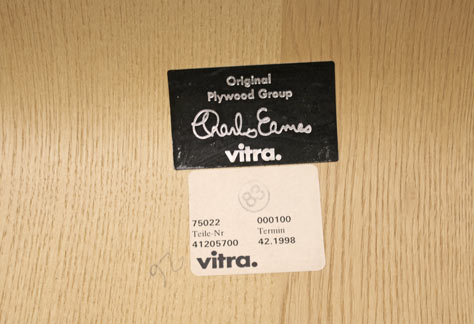 Original
Plywood Group
Charles Eames
vitra.
83
75022 000100
Teile-Nr Termin
41205700 42.1998
vitra.